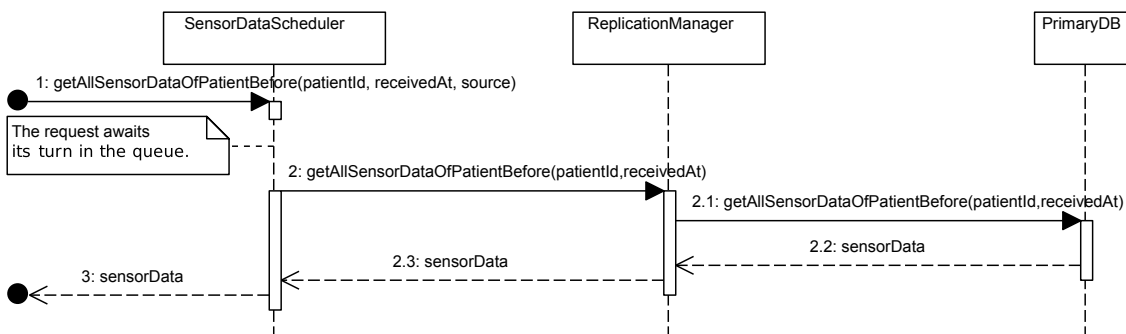 SensorDataScheduler
ReplicationManager
PrimaryDB
1: getAllSensorDataOfPatientBefore(patientId, receivedAt, source)
The request awaits
its turn in the queue.
2: getAllSensorDataOfPatientBefore(patientId,receivedAt)
2.1: getAllSensorDataOfPatientBefore(patientId,receivedAt)
2.2: sensorData
2.3: sensorData
3: sensorData